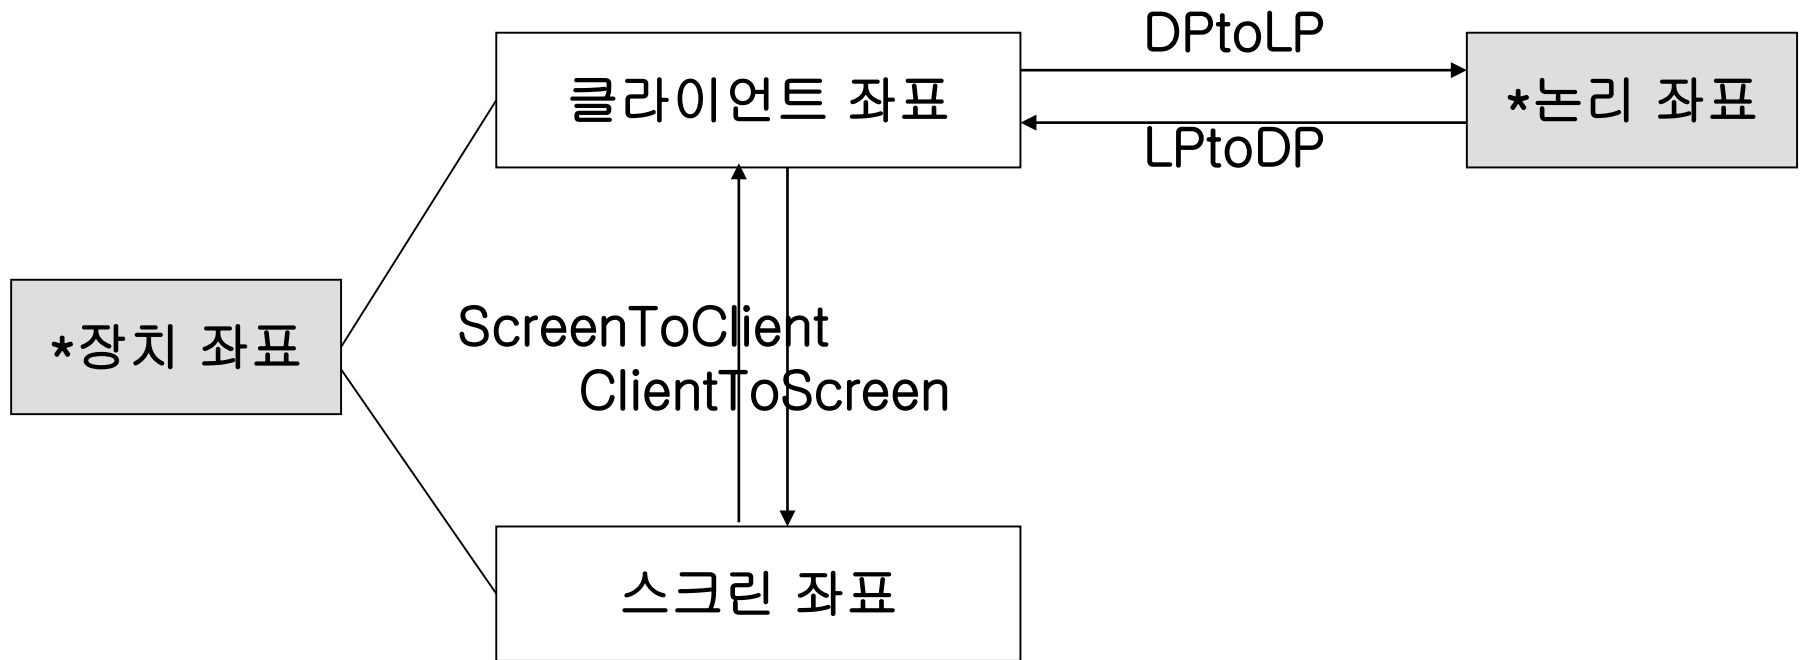 DPtoLP
클라이언트 좌표
*논리 좌표
LPtoDP
*장치 좌표
ScreenToClient
ClientToScreen
스크린 좌표